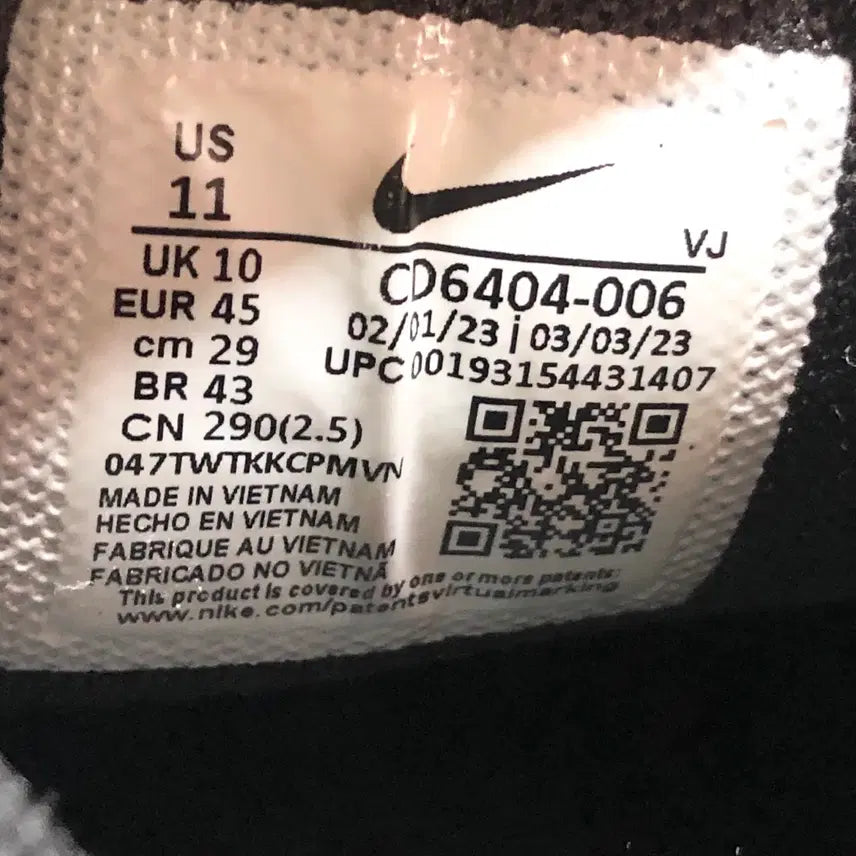 US
11
VJ
UK 10
EUR 45
cm 29
BR 43
CN 290(2.5)
CD6404-006
02/01/23 | 03/03/23
UPC 00193154431407
047TWTKKCPMVN
MADE IN VIETNAM
HECHO EN VIETNAM
FABRIQUE AU VIETNAM
FABRICADO NO VIETNÃ
This product is covered by one or more patents:
www.nike.com/patentsvirtualmarking